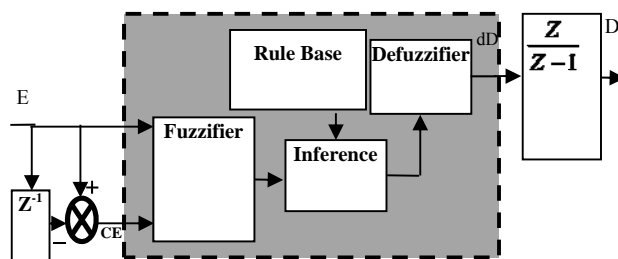 E
Z⁻¹
+
−
CE
Fuzzifier
Rule Base
Inference
Defuzzifier
dD
Z
Z − 1
D